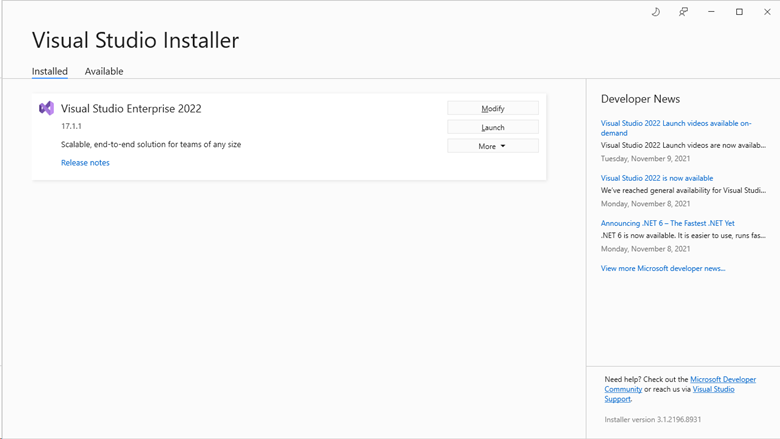 Visual Studio Installer
Installed Available
Visual Studio Enterprise 2022
17.1.1
Scalable, end-to-end solution for teams of any size
Release notes
Modify
Launch
More
Developer News
Visual Studio 2022 Launch videos available on-
demand
Visual Studio 2022 Launch videos are now availab...
Tuesday, November 9, 2021
Visual Studio 2022 is now available
We've reached general availability for Visual Studi...
Monday, November 8, 2021
Announcing .NET 6 – The Fastest .NET Yet
.NET 6 is now available. It is easier to use, runs fas...
Monday, November 8, 2021
View more Microsoft developer news...
Need help? Check out the Microsoft Developer
Community or reach us via Visual Studio
Support.
Installer version 3.1.2196.8931